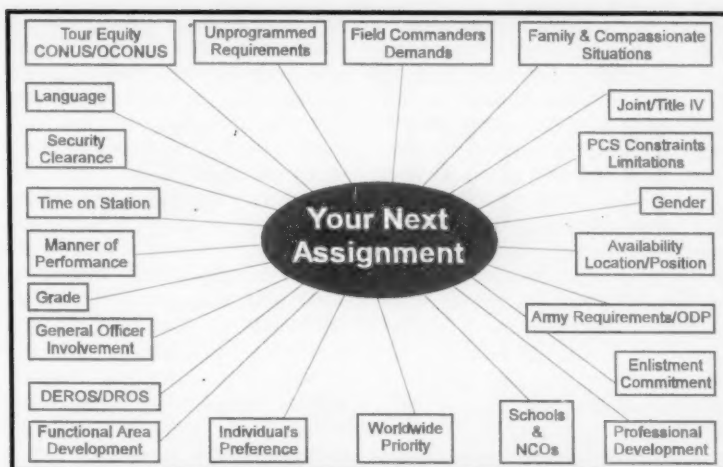 Tour Equity
CONUS/OCONUS
Unprogrammed
Requirements
Field Commanders
Demands
Family & Compassionate
Situations
Language
Joint/Title IV
Security
Clearance
PCS Constraints
Limitations
Time on Station
Gender
Your Next
Assignment
Manner of
Performance
Availability
Location/Position
Grade
General Officer
Involvement
Army Requirements/ODP
Enlistment
Commitment
DEROS/DROS
Functional Area
Development
Individual's
Preference
Worldwide
Priority
Schools
&
NCOs
Professional
Development